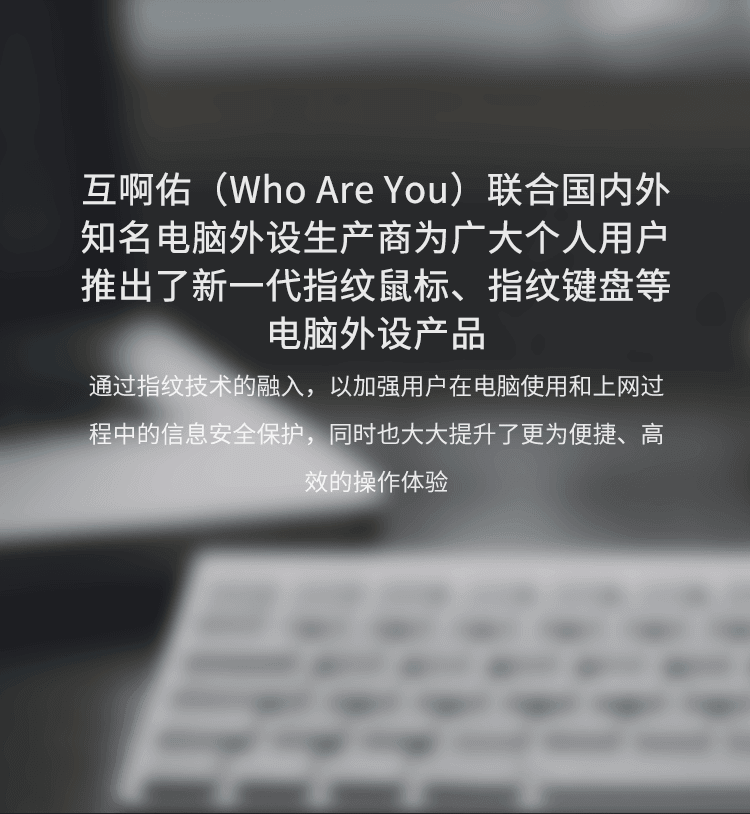 互啊佑（Who Are You）联合国内外
知名电脑外设生产商为广大个人用户
推出了新一代指纹鼠标、指纹键盘等
电脑外设产品
通过指纹技术的融入，以加强用户在电脑使用和上网过
程中的信息安全保护，同时也大大提升了更为便捷、高
效的操作体验